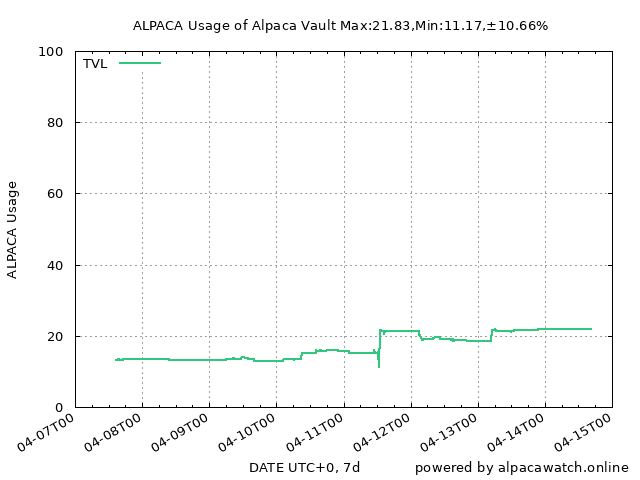 ALPACA Usage of Alpaca Vault Max:21.83,Min:11.17,±10.66%
100
TVL
80
60
ALPACA Usage
40
20
0
04-07T00
04-08T00
04-09T00
04-10T00
04-11T00
04-12T00
04-13T00
04-14T00
04-15T00
DATE UTC+0, 7d
powered by alpacawatch.online